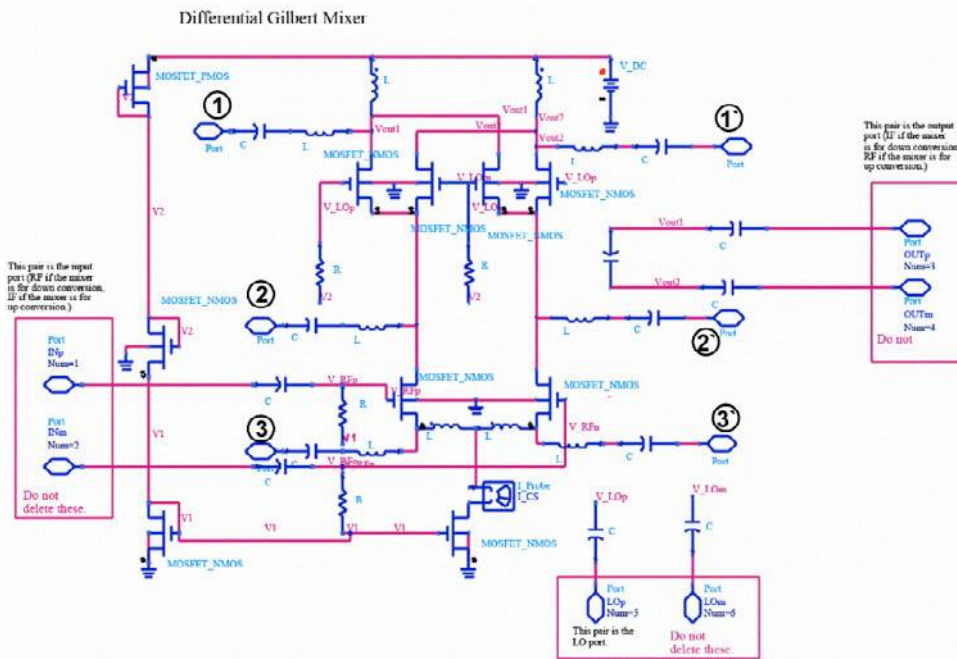 Differential Gilbert Mixer
MOSFET_PMOS
V_DC
1
Port
C
L
Vout1
L
L
Vout2
Vout2
L
C
1`
Port
MOSFET_NMOS
V_LOp
V_LOm
V_LOp
MOSFET_NMOS
MOSFET_NMOS
MOSFET_NMOS
R
V2
R
V2
V2
This pair is the output
port (IF if the mixer
is for down conversion
RF if the mixer is for
up conversion.)
Vout1
C
Port
OUTp
Num=3
C
Vout2
C
Port
OUTm
Num=4
Do not
This pair is the input
port (RF if the mixer
is for down conversion,
IF if the mixer is for
up conversion.)
MOSFET_NMOS
V2
2
Port
C
L
L
C
2`
Port
Port
INp
Num=1
Port
INm
Num=2
Do not
delete these.
C
V_RFp
V_RFp
MOSFET_NMOS
MOSFET_NMOS
R
V1
3
Port
C
L
L
L
V_RFn
L
C
3`
Port
C
R
V1
V1
V1
V1
V1
I_Probe
I_CS
MOSFET_NMOS
MOSFET_NMOS
V_LOp
C
V_LOm
C
Port
LOp
Num=5
Port
LOm
Num=6
This pair is the
LO port.
Do not
delete these.